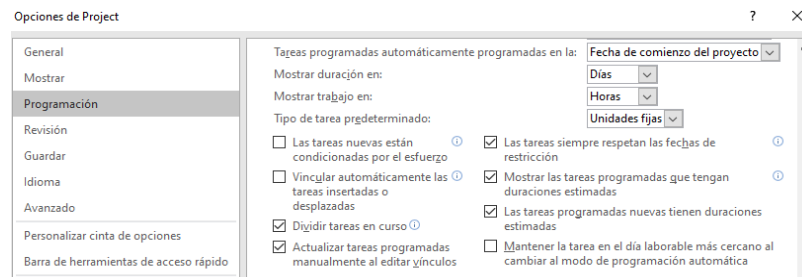 Opciones de Project
?
×
General
Mostrar
Programación
Revisión
Guardar
Idioma
Avanzado
Personalizar cinta de opciones
Barra de herramientas de acceso rápido
Tareas programadas automáticamente programadas en la: Fecha de comienzo del proyecto
Mostrar duración en: Días
Mostrar trabajo en: Horas
Tipo de tarea predeterminado: Unidades fijas
Las tareas nuevas están
condicionadas por el esfuerzo
Vincular automáticamente las
tareas insertadas o
desplazadas
Dividir tareas en curso
Actualizar tareas programadas
manualmente al editar vínculos
Las tareas siempre respetan las fechas de
restricción
Mostrar las tareas programadas que tengan
duraciones estimadas
Las tareas programadas nuevas tienen duraciones
estimadas
Mantener la tarea en el día laborable más cercano al
cambiar al modo de programación automática